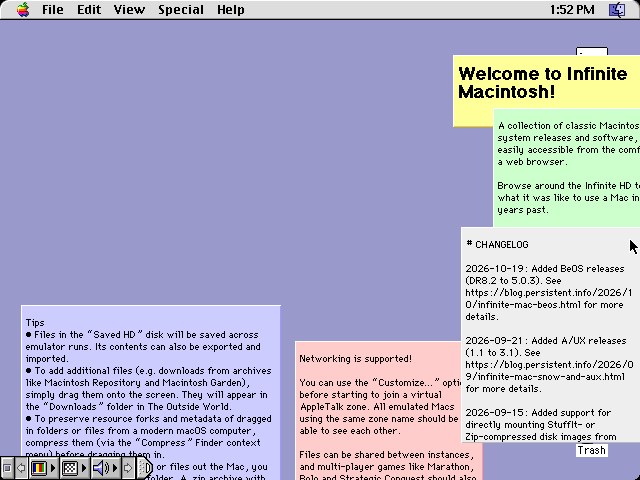 File Edit View Special Help 1:52 PM
Welcome to Infinite
Macintosh!
A collection of classic Macintos
system releases and software,
easily accessible from the comf
a web browser.
Browse around the Infinite HD t
what it was like to use a Mac in
years past.
# CHANGELOG
2026-10-19: Added BeOS releases
(DR8.2 to 5.0.3). See
https://blog.persistent.info/2026/1
0/infinite-mac-beos.html for more
details.
2026-09-21: Added A/UX releases
(1.1 to 3.1). See
https://blog.persistent.info/2026/0
9/infinite-mac-snow-and-aux.html
for more details.
2026-09-15: Added support for
directly mounting StuffIt- or
Zip-compressed disk images from
Trash
Tips
● Files in the “Saved HD” disk will be saved across
emulator runs. Its contents can also be exported and
imported.
● To add additional files (e.g. downloads from archives
like Macintosh Repository and Macintosh Garden),
simply drag them onto the screen. They will appear
in the “Downloads” folder in The Outside World.
● To preserve resource forks and metadata of dragged
in folders or files from a modern macOS computer,
compress them (via the “Compress” Finder context
menu) before dragging them in.
or files out the Mac, you
folder. A zip archive with
Networking is supported!
You can use the “Customize...” optio
before starting to join a virtual
AppleTalk zone. All emulated Macs
using the same zone name should be
able to see each other.
Files can be shared between instances,
and multi-player games like Marathon,
Bolo and Strategic Conquest should also